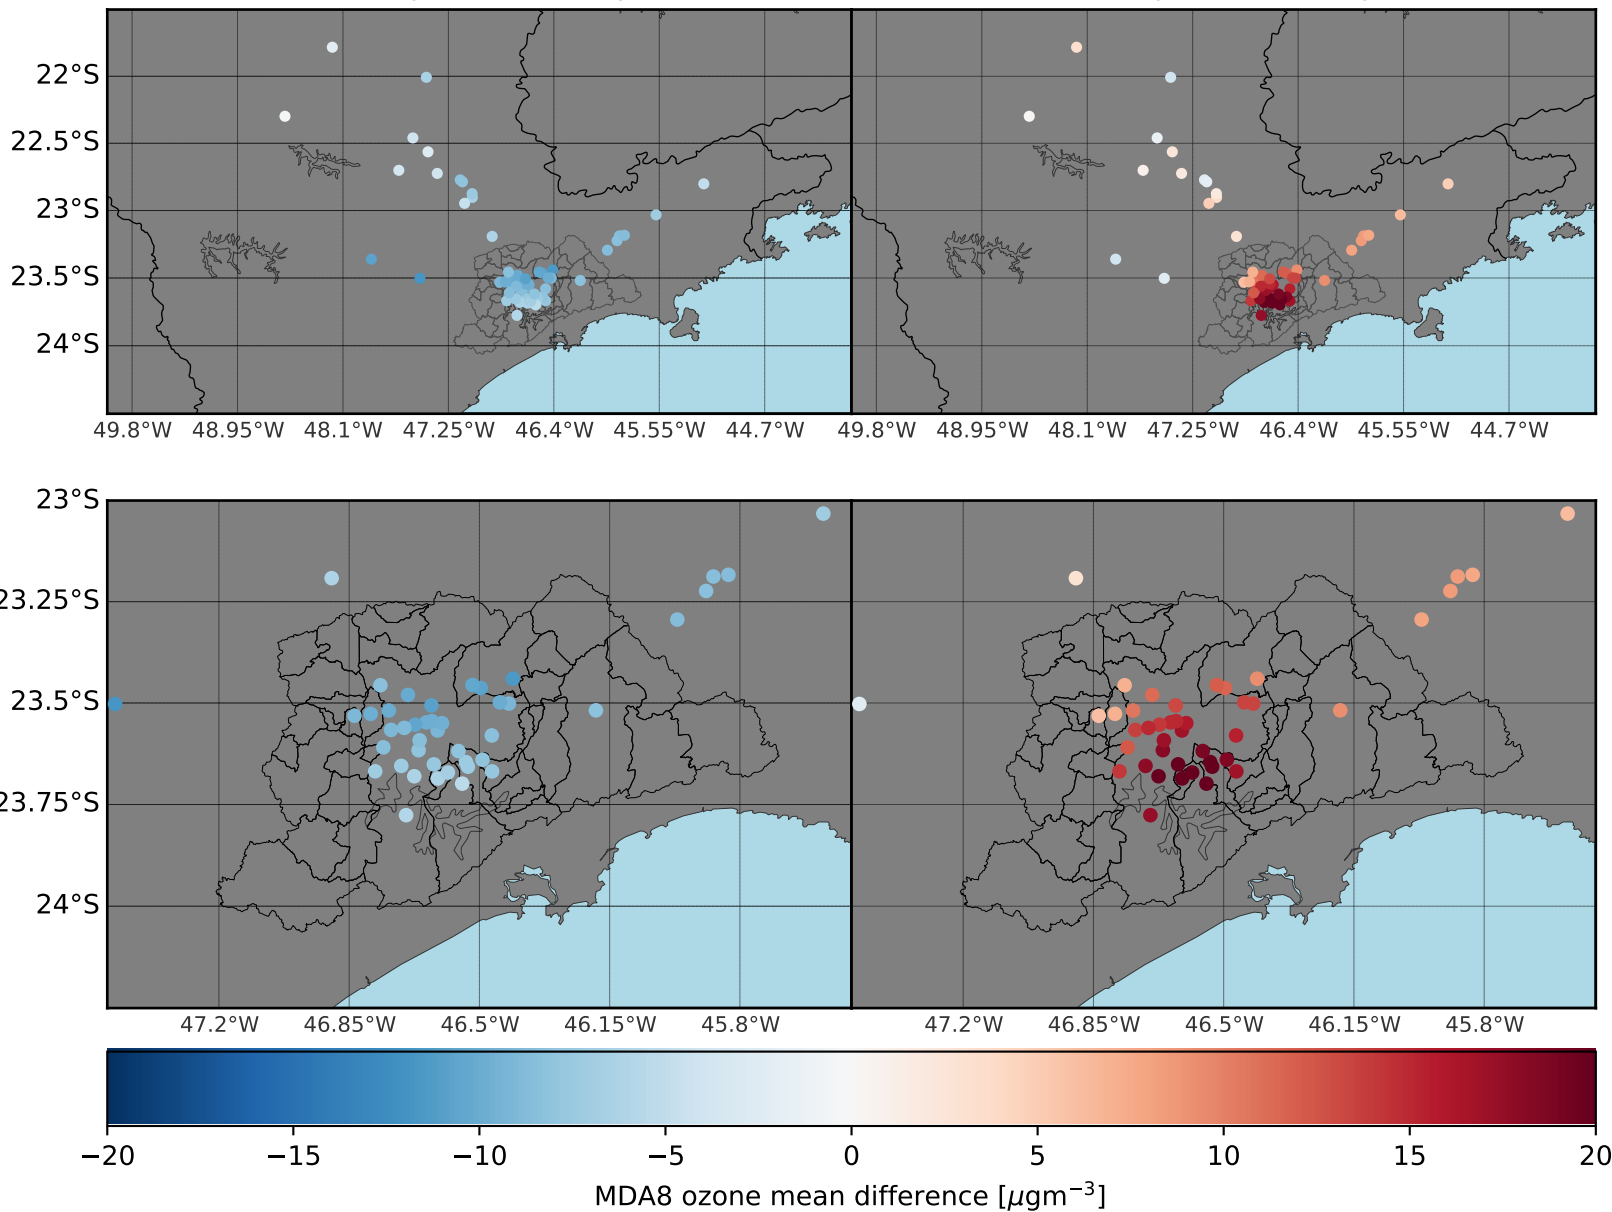 22°S
22.5°S
23°S
23.5°S
24°S
49.8°W 48.95°W 48.1°W 47.25°W 46.4°W 45.55°W 44.7°W 49.8°W 48.95°W 48.1°W 47.25°W 46.4°W 45.55°W 44.7°W
23°S
23.25°S
23.5°S
23.75°S
24°S
47.2°W 46.85°W 46.5°W 46.15°W 45.8°W 47.2°W 46.85°W 46.5°W 46.15°W 45.8°W
−20 −15 −10 −5 0 5 10 15 20
MDA8 ozone mean difference [μgm⁻³]